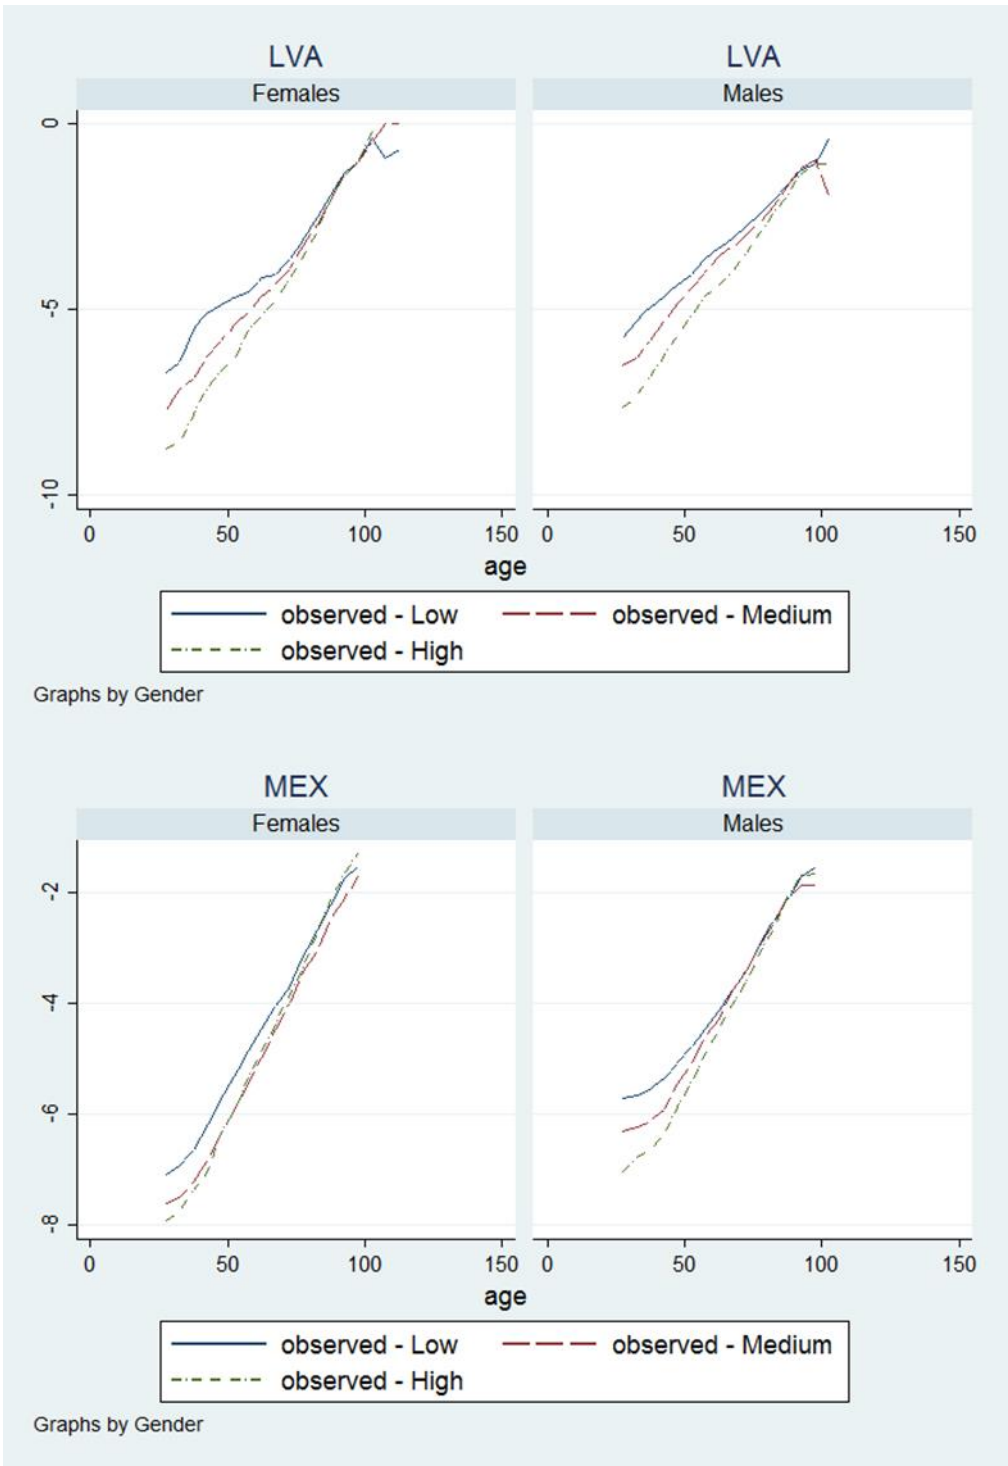 LVA LVA
Females Males
0
-5
-10
0 50 100 150 0 50 100 150
age
observed - Low observed - Medium
observed - High
Graphs by Gender
MEX MEX
Females Males
-2
-4
-6
-8
0 50 100 150 0 50 100 150
age
observed - Low observed - Medium
observed - High
Graphs by Gender